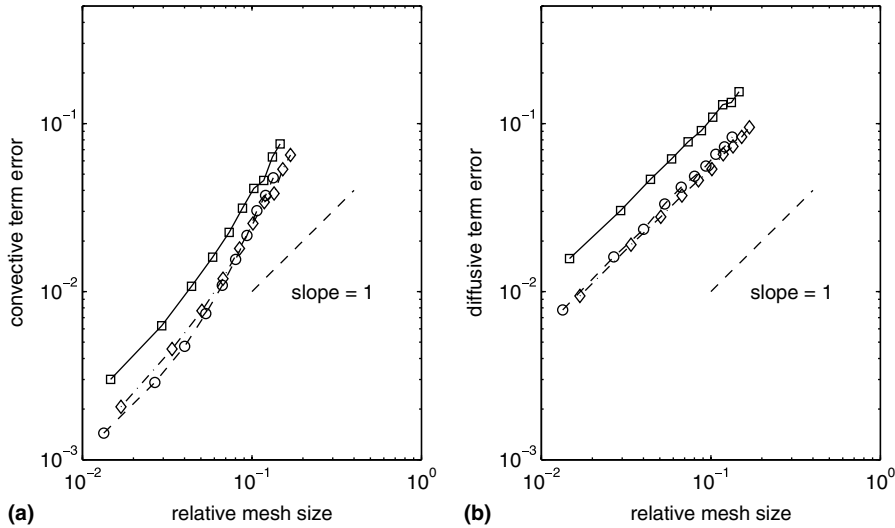 convective term error
10^-1
10^-2
10^-3
10^-2
10^-1
10^0
slope = 1
(a)
relative mesh size
diffusive term error
10^-1
10^-2
10^-3
10^-2
10^-1
10^0
slope = 1
(b)
relative mesh size